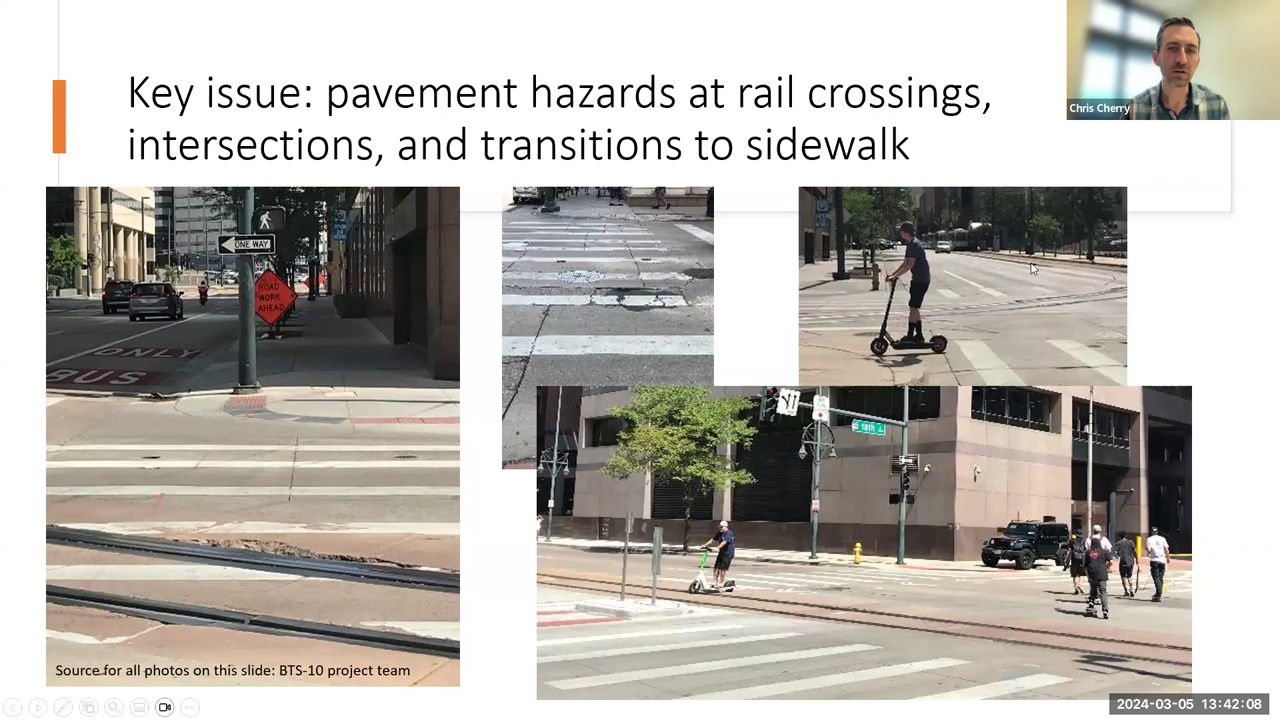 Key issue: pavement hazards at rail crossings,
intersections, and transitions to sidewalk
Chris Cherry
ONE WAY
ROAD
WORK
AHEAD
ONLY
BUS
18th
Source for all photos on this slide: BTS-10 project team
2024-03-05 13:42:08